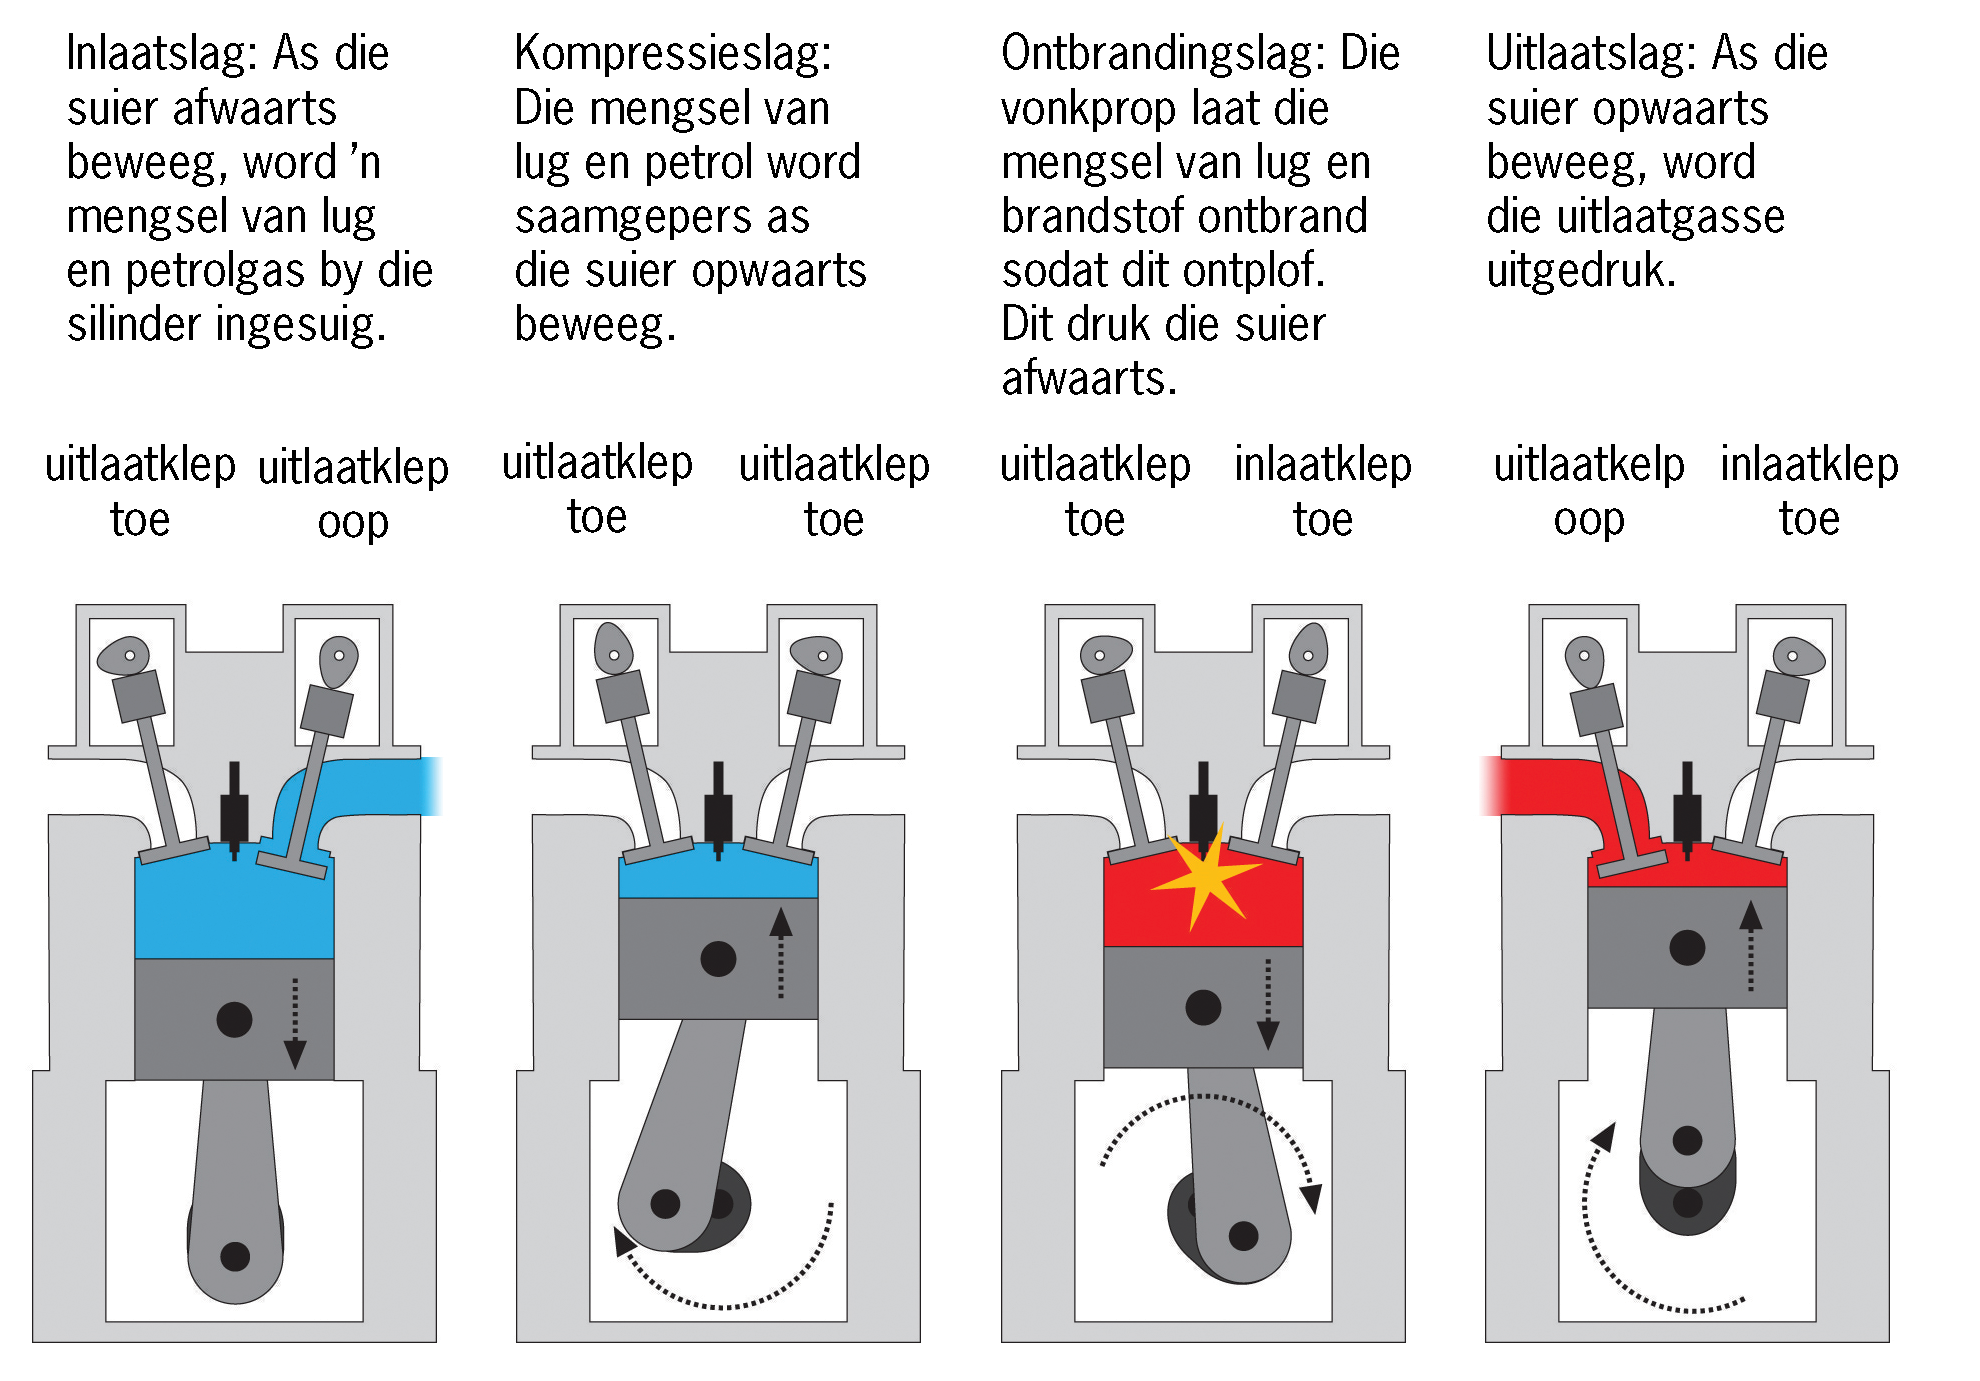 Inlaatslag: As die
suier afwaarts
beweeg, word ’n
mengsel van lug
en petrolgas by die
silinder ingesuig.
Kompressieslag:
Die mengsel van
lug en petrol word
saamgepers as
die suier opwaarts
beweeg.
Ontbrandingslag: Die
vonkprop laat die
mengsel van lug en
brandstof ontbrand
sodat dit ontplof.
Dit druk die suier
afwaarts.
Uitlaatslag: As die
suier opwaarts
beweeg, word
die uitlaatgasse
uitgedruk.
uitlaatklep
toe
uitlaatklep
oop
uitlaatklep
toe
uitlaatklep
toe
uitlaatklep
toe
inlaatklep
toe
uitlaatkelp
oop
inlaatklep
toe